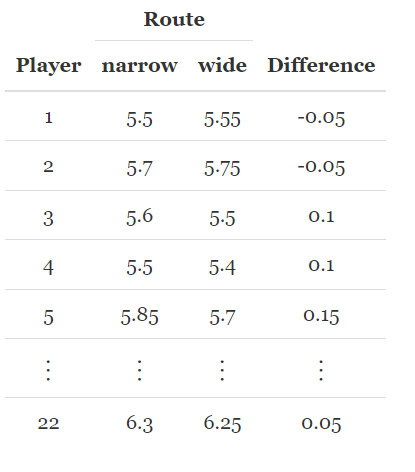 Route
Player narrow wide Difference
1 5.5 5.55 -0.05
2 5.7 5.75 -0.05
3 5.6 5.5 0.1
4 5.5 5.4 0.1
5 5.85 5.7 0.15
⋮ ⋮ ⋮ ⋮
22 6.3 6.25 0.05